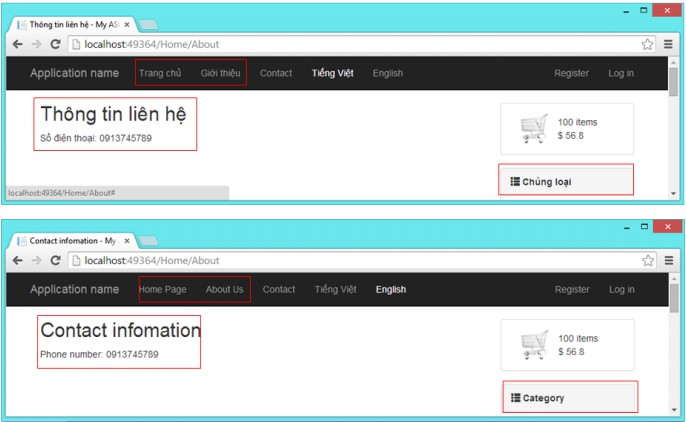 Thông tin liên hệ - My AS
localhost:49364/Home/About
Application name Trang chủ Giới thiệu Contact Tiếng Việt English Register Log in
Thông tin liên hệ
Số điện thoại: 0913745789
100 items
$ 56.8
Chủng loại
localhost:49364/Home/About#
Contact infomation - My
localhost:49364/Home/About
Application name Home Page About Us Contact Tiếng Việt English Register Log in
Contact infomation
Phone number: 0913745789
100 items
$ 56.8
Category